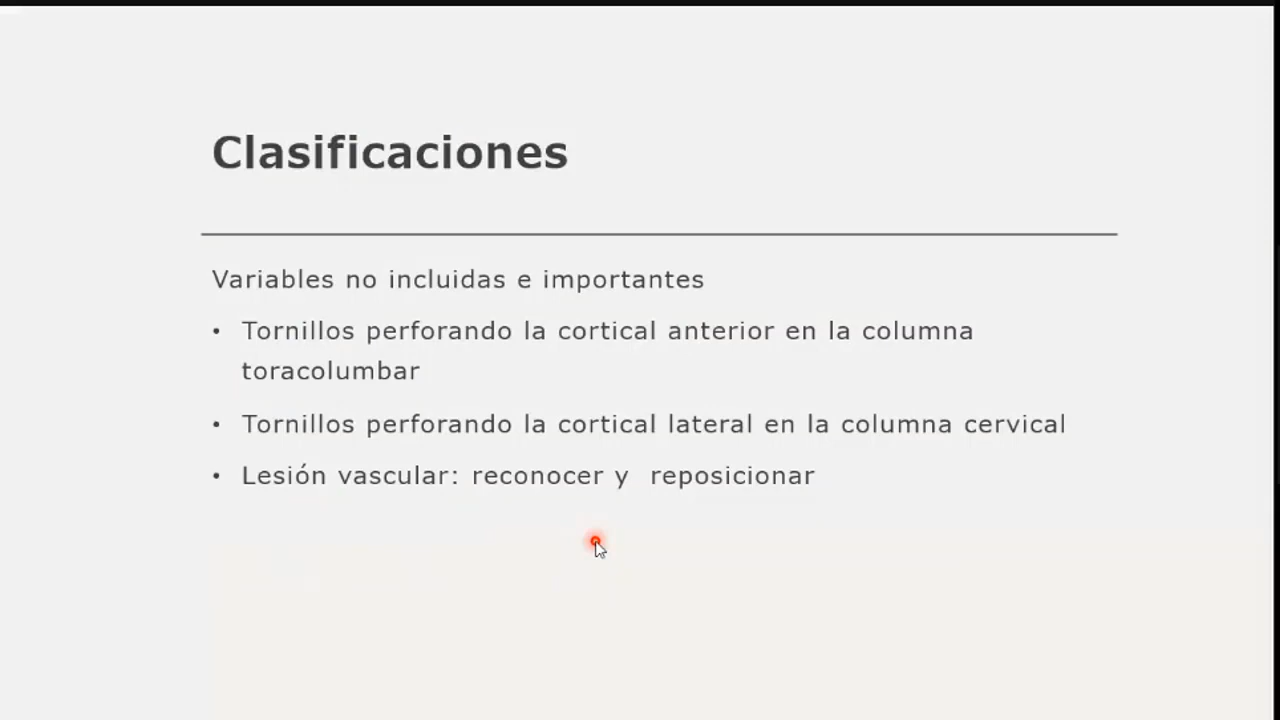 Clasificaciones
Variables no incluidas e importantes
• Tornillos perforando la cortical anterior en la columna
toracolumbar
• Tornillos perforando la cortical lateral en la columna cervical
• Lesión vascular: reconocer y  reposicionar